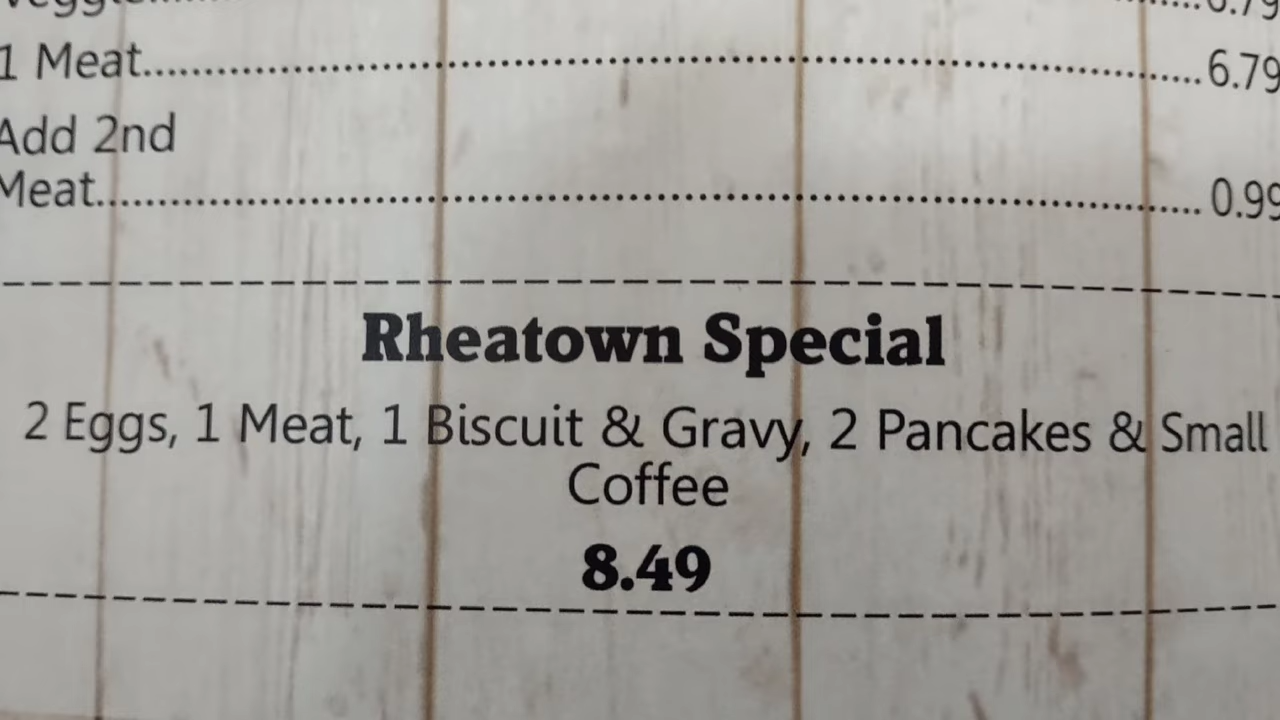 1 Meat..........................................................................................6.79
Add 2nd
Meat.............................................................................................0.99
Rheatown Special
2 Eggs, 1 Meat, 1 Biscuit & Gravy, 2 Pancakes & Small
Coffee
8.49